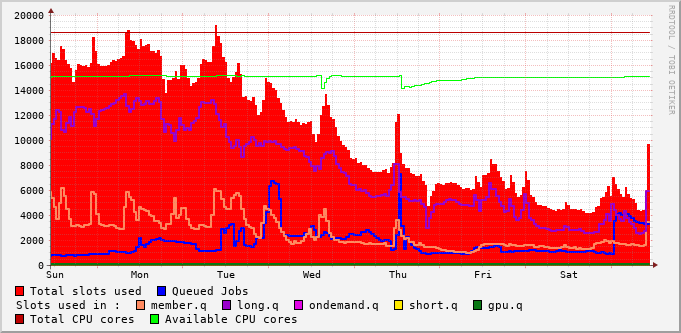 20000
18000
16000
14000
12000
10000
8000
6000
4000
2000
0
Sun Mon Tue Wed Thu Fri Sat
RRDTOOL / TOBI OETIKER
Total slots used Queued Jobs
Slots used in : member.q long.q ondemand.q short.q gpu.q
Total CPU cores Available CPU cores